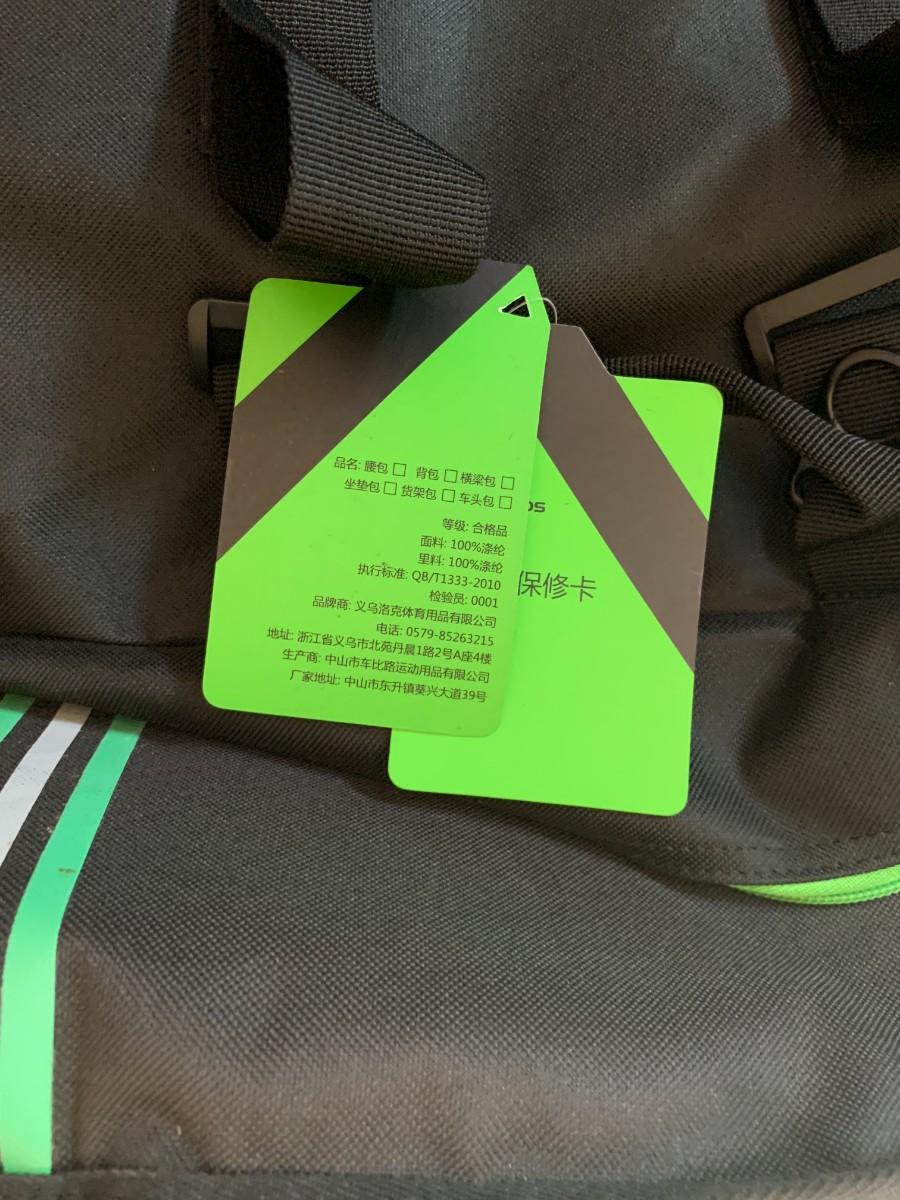 品名: 腰包 □ 背包 □ 横梁包 □
坐垫包 □ 货架包 □ 车头包 □
等级: 合格品
面料: 100%涤纶
里料: 100%涤纶
执行标准: QB/T1333-2010
检验员: 0001
品牌商: 义乌洛克体育用品有限公司
电话: 0579-85263215
地址: 浙江省义乌市北苑丹晨1路2号A座4楼
生产商: 中山市车比路运动用品有限公司
厂家地址: 中山市东升镇葵兴大道39号
os
保修卡